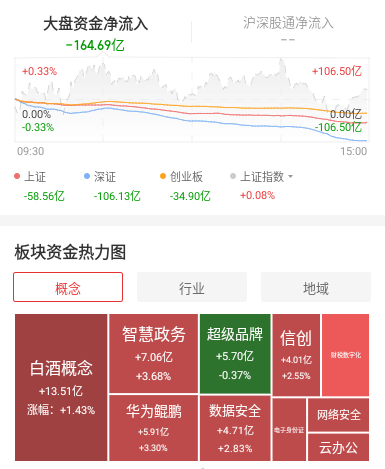 大盘资金净流入
-164.69亿
沪深股通净流入
--
+0.33%
+106.50亿
0.00%
0.00亿
-0.33%
-106.50亿
09:30
15:00
上证
深证
创业板
上证指数
-58.56亿
-106.13亿
-34.90亿
+0.08%
板块资金热力图
概念
行业
地域
白酒概念
+13.51亿
涨幅：+1.43%
智慧政务
+7.06亿
+3.68%
超级品牌
+5.70亿
-0.37%
信创
+4.01亿
+2.55%
财税数字化
华为鲲鹏
+5.91亿
+3.30%
数据安全
+4.71亿
+2.83%
电子身份证
网络安全
云办公